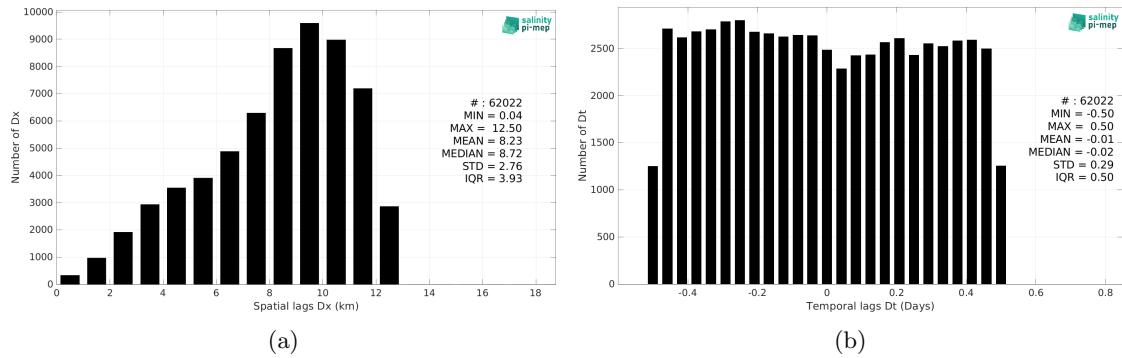 10000
9000
8000
7000
6000
5000
4000
3000
2000
1000
0
Number of Dx
salinity
pi-mep
# : 62022
MIN = 0.04
MAX = 12.50
MEAN = 8.23
MEDIAN = 8.72
STD = 2.76
IQR = 3.93
0 2 4 6 8 10 12 14 16 18
Spatial lags Dx (km)
(a)
2500
2000
1500
1000
500
0
Number of Dt
salinity
pi-mep
# : 62022
MIN = -0.50
MAX = 0.50
MEAN = -0.01
MEDIAN = -0.02
STD = 0.29
IQR = 0.50
-0.4 -0.2 0 0.2 0.4 0.6 0.8
Temporal lags Dt (Days)
(b)